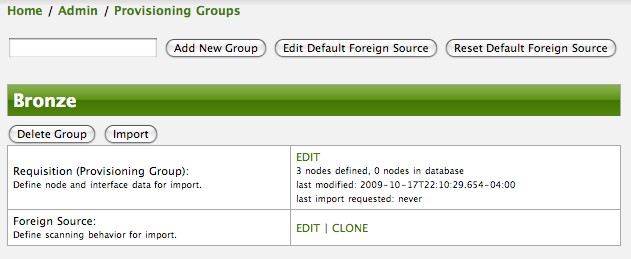 Home / Admin / Provisioning Groups
Add New Group Edit Default Foreign Source Reset Default Foreign Source
Bronze
Delete Group Import
Requisition (Provisioning Group):
Define node and interface data for import.
EDIT
3 nodes defined, 0 nodes in database
last modified: 2009-10-17T22:10:29.654-04:00
last import requested: never
Foreign Source:
Define scanning behavior for import.
EDIT | CLONE